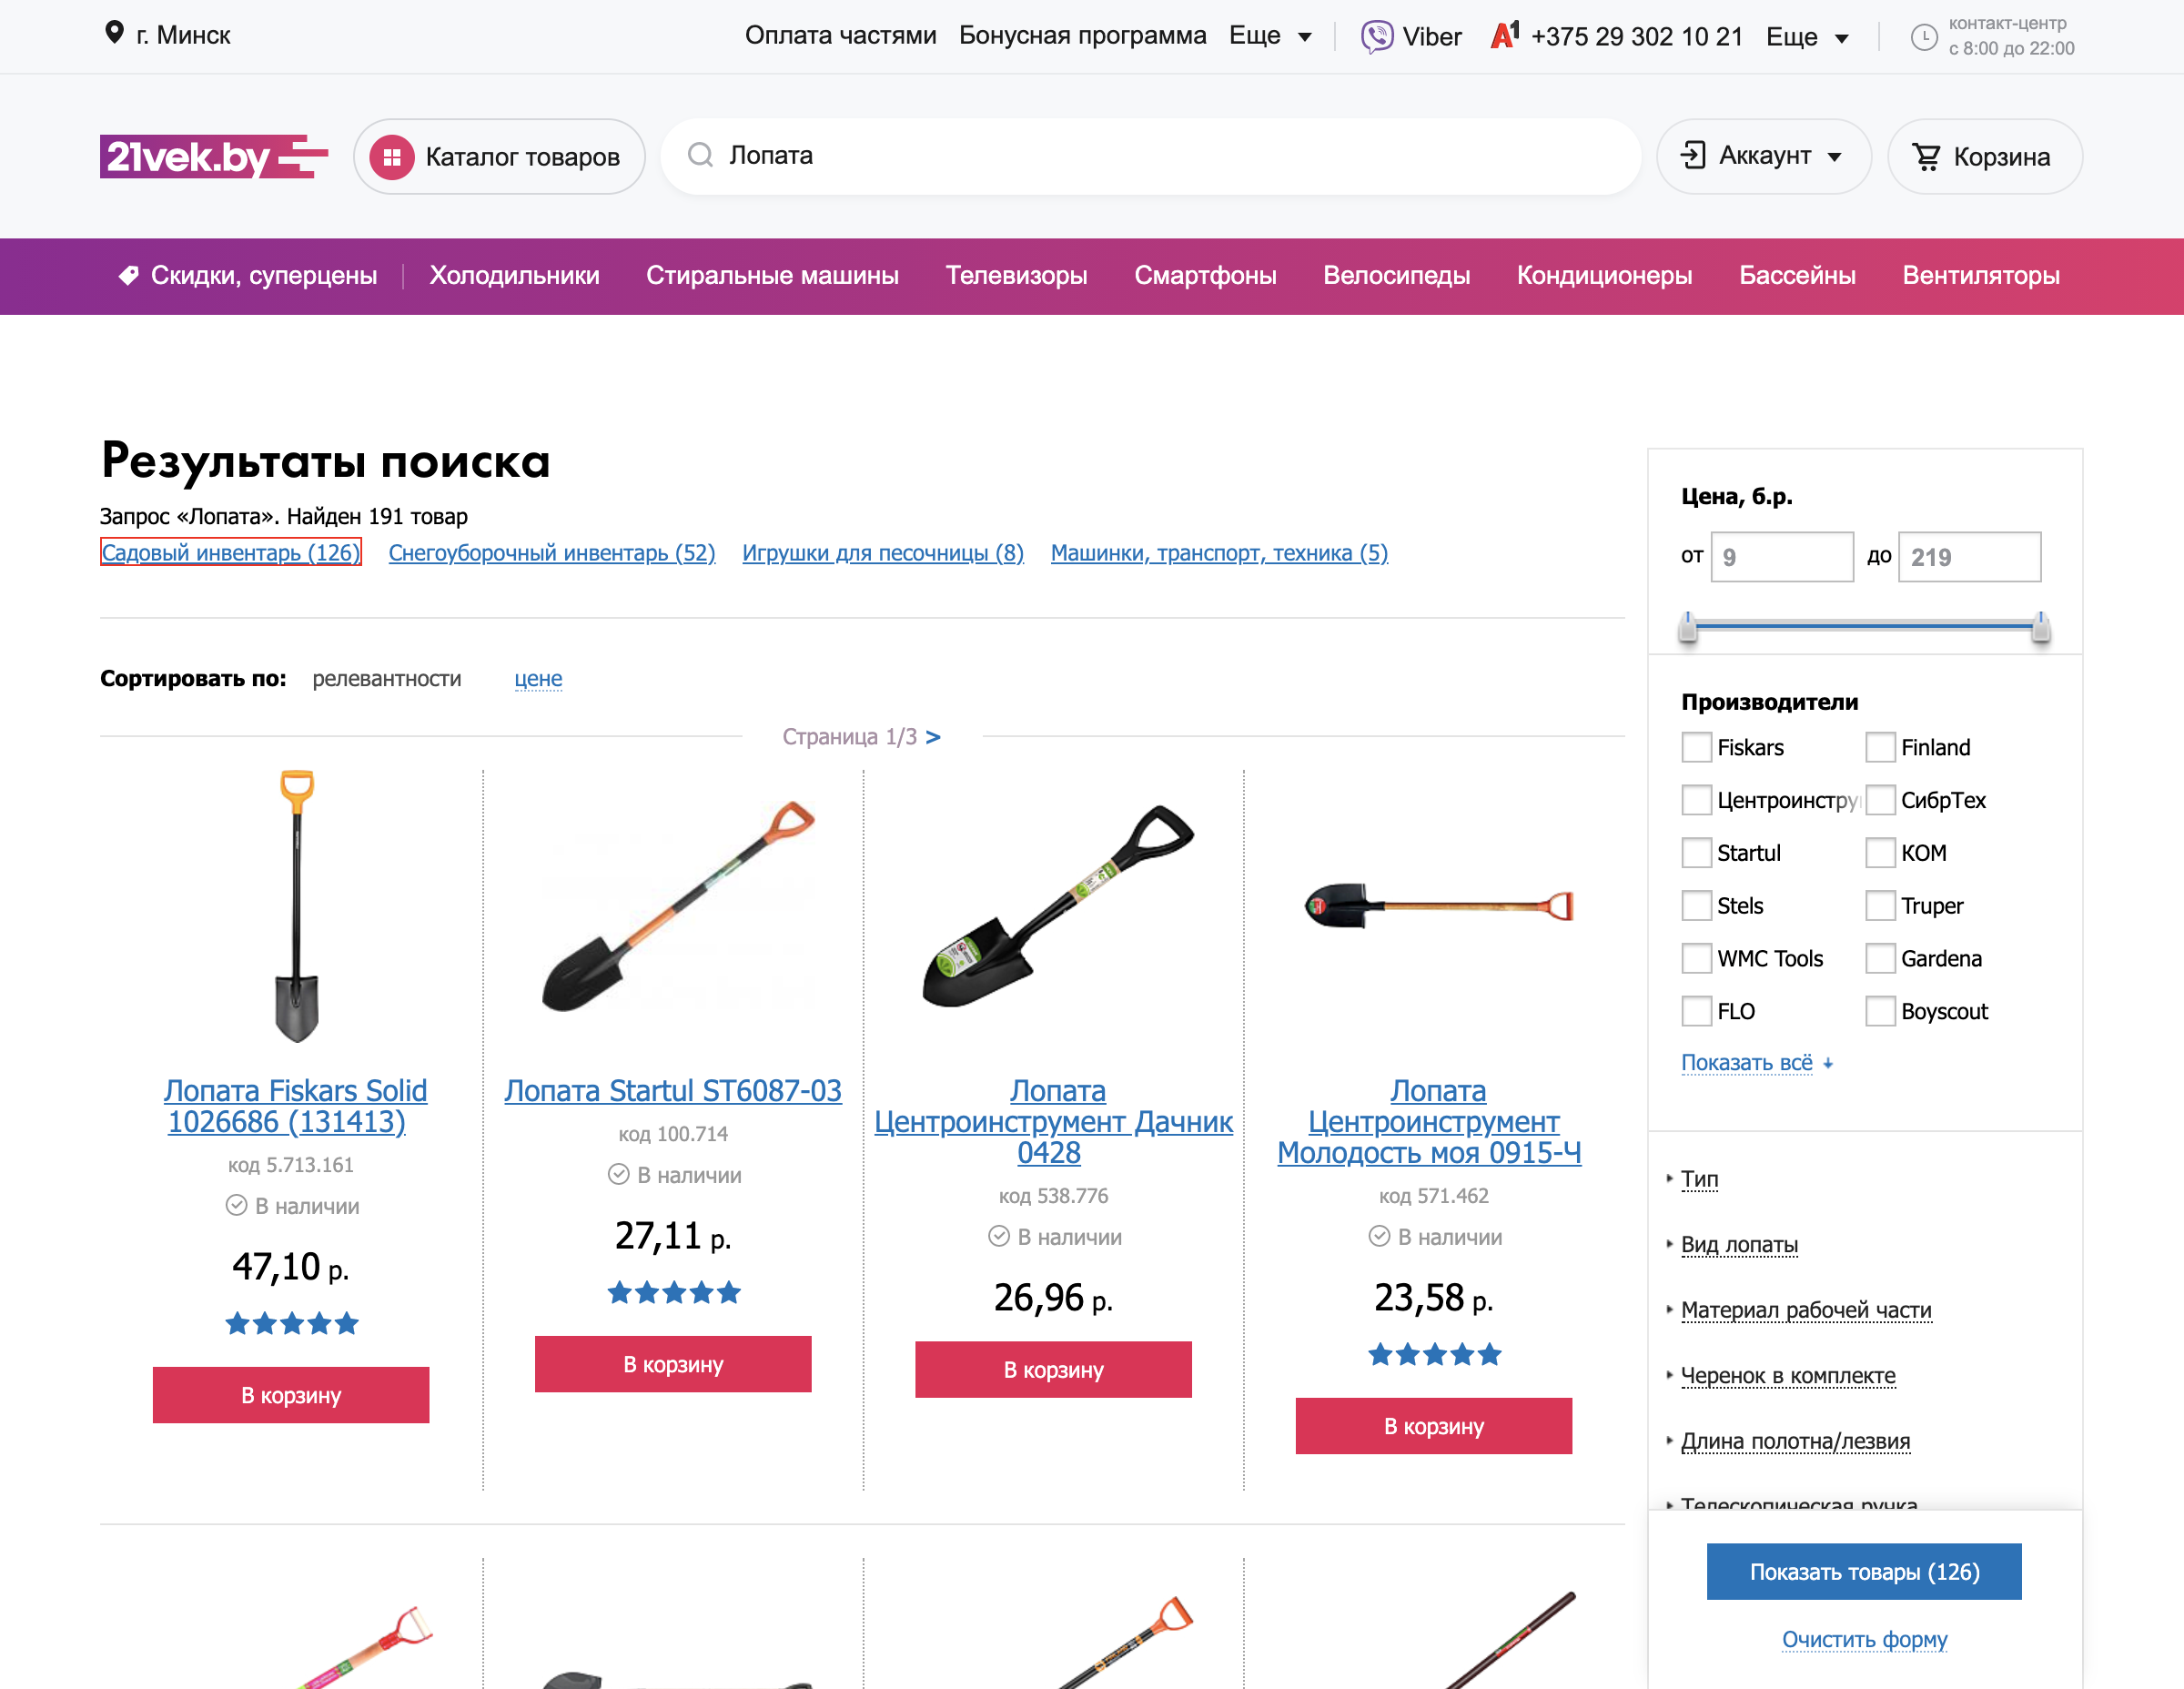 г. Минск
Оплата частями Бонусная программа Еще Viber A1 +375 29 302 10 21 Еще контакт-центр
с 8:00 до 22:00
21vek.by Каталог товаров Лопата Аккаунт Корзина
Скидки, суперцены Холодильники Стиральные машины Телевизоры Смартфоны Велосипеды Кондиционеры Бассейны Вентиляторы
Результаты поиска
Запрос «Лопата». Найден 191 товар
Садовый инвентарь (126) Снегоуборочный инвентарь (52) Игрушки для песочницы (8) Машинки, транспорт, техника (5)
Сортировать по: релевантности цене
Страница 1/3 >
Лопата Fiskars Solid
1026686 (131413)
код 5.713.161
В наличии
47,10 р.
В корзину
Лопата Startul ST6087-03
код 100.714
В наличии
27,11 р.
В корзину
Лопата
Центроинструмент Дачник
0428
код 538.776
В наличии
26,96 р.
В корзину
Лопата
Центроинструмент
Молодость моя 0915-Ч
код 571.462
В наличии
23,58 р.
В корзину
Цена, б.р.
от 9 до 219
Производители
Fiskars Finland
Центроинстру СибрТех
Startul КОМ
Stels Truper
WMC Tools Gardena
FLO Boyscout
Показать всё
Тип
Вид лопаты
Материал рабочей части
Черенок в комплекте
Длина полотна/лезвия
Телескопическая ручка
Показать товары (126)
Очистить форму